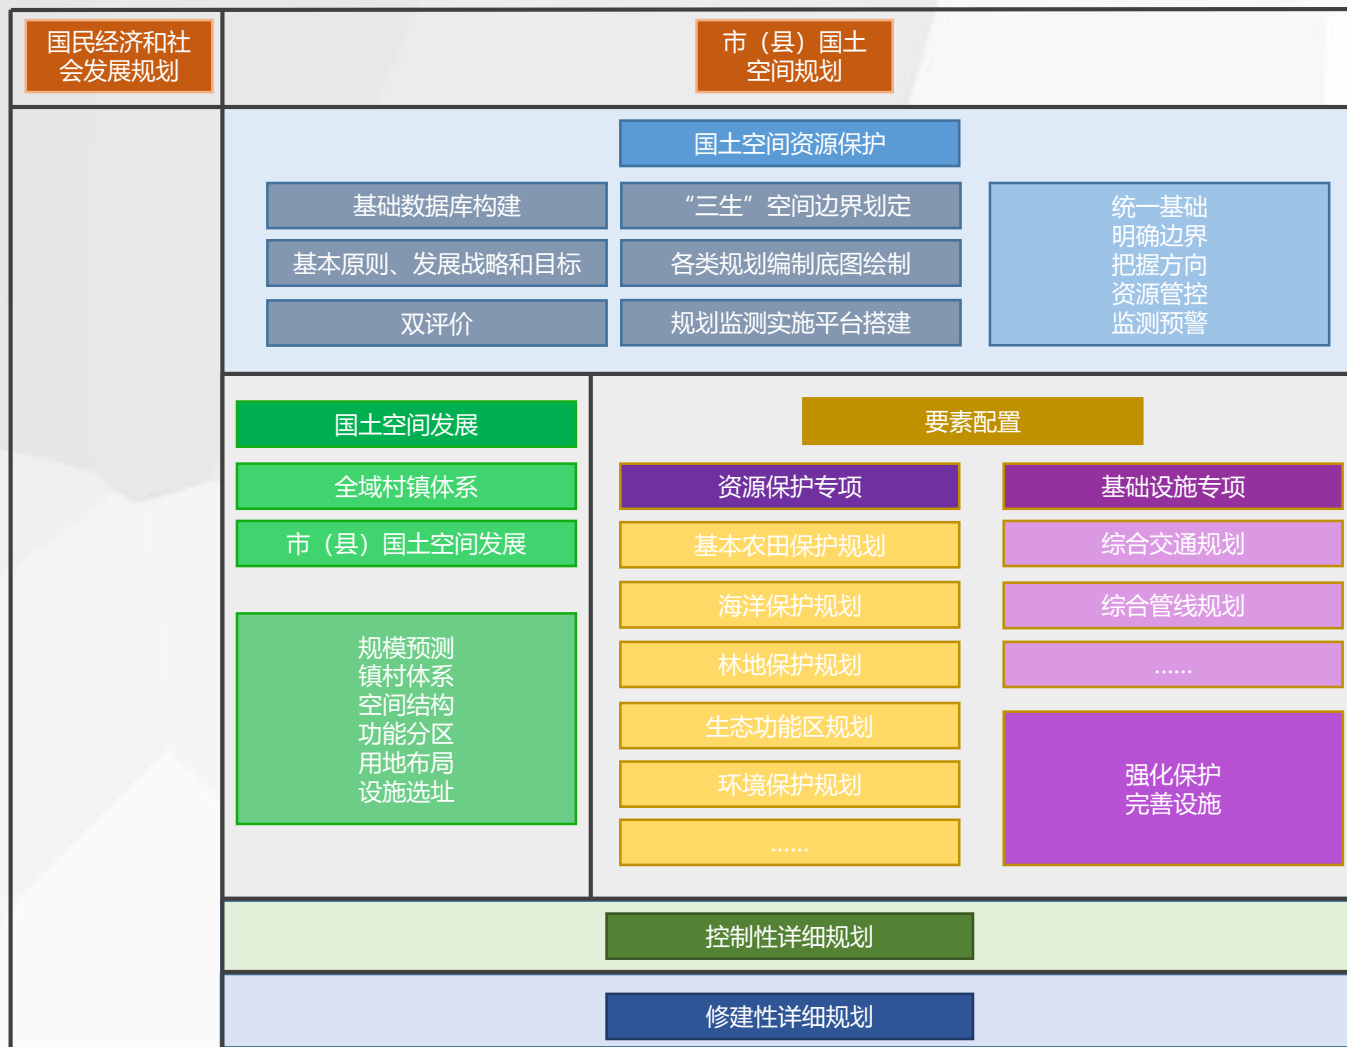 国民经济和社
会发展规划
市（县）国土
空间规划
国土空间资源保护
基础数据库构建
“三生”空间边界划定
基本原则、发展战略和目标
各类规划编制底图绘制
双评价
规划监测实施平台搭建
统一基础
明确边界
把握方向
资源管控
监测预警
国土空间发展
全域村镇体系
市（县）国土空间发展
规模预测
镇村体系
空间结构
功能分区
用地布局
设施选址
要素配置
资源保护专项
基本农田保护规划
海洋保护规划
林地保护规划
生态功能区规划
环境保护规划
......
基础设施专项
综合交通规划
综合管线规划
......
强化保护
完善设施
控制性详细规划
修建性详细规划